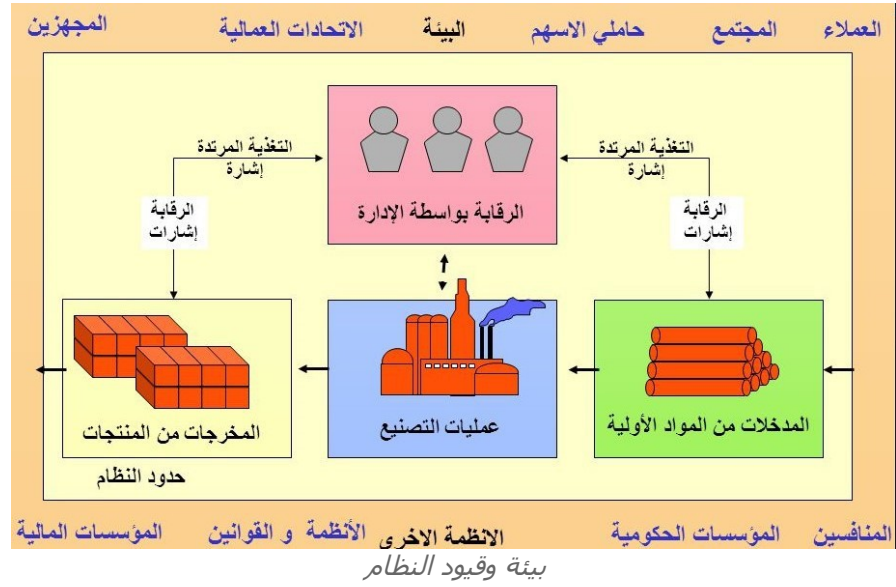 العملاء المجتمع حاملي الاسهم البيئة الاتحادات العمالية المجهزين
التغذية المرتدة
إشارة
التغذية المرتدة
إشارة
الرقابة
إشارات
الرقابة بواسطة الإدارة
الرقابة
إشارات
المدخلات من المواد الأولية
عمليات التصنيع
المخرجات من المنتجات
حدود النظام
المنافسين المؤسسات الحكومية الانظمة الاخرى الأنظمة و القوانين المؤسسات المالية
بيئة وقيود النظام